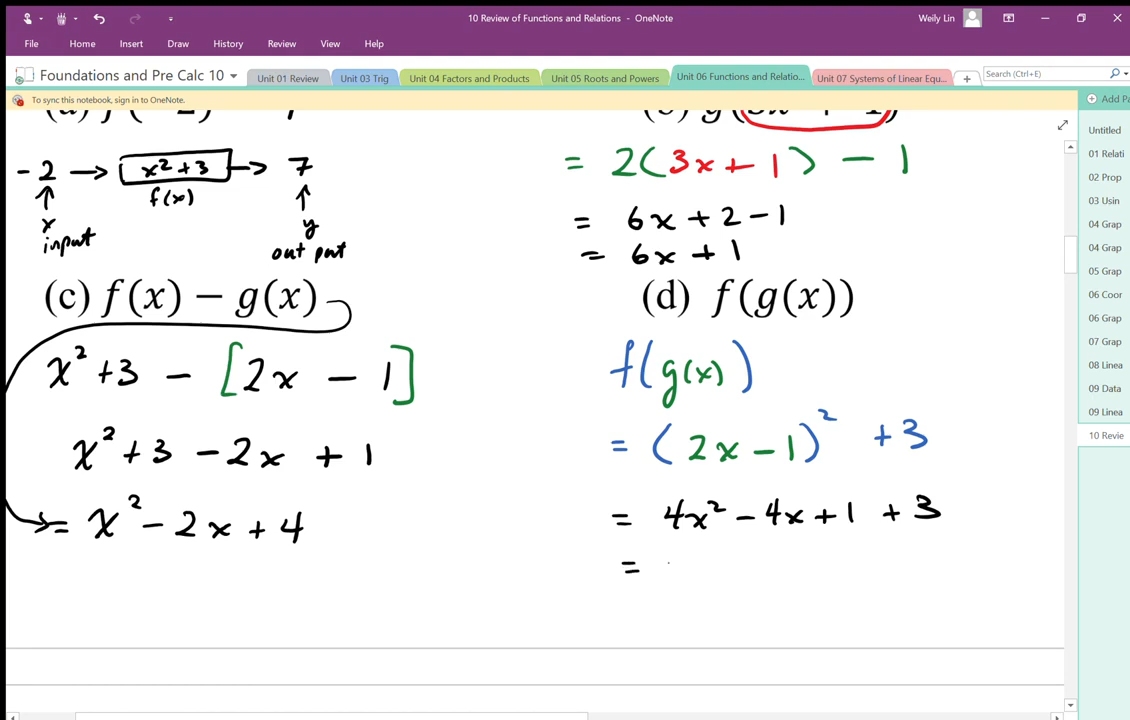 10 Review of Functions and Relations - OneNote
Weily Lin
File Home Insert Draw History Review View Help
Foundations and Pre Calc 10
Unit 01 Review
Unit 03 Trig
Unit 04 Factors and Products
Unit 05 Roots and Powers
Unit 06 Functions and Relatio...
Unit 07 Systems of Linear Equ...
Search (Ctrl+E)
To sync this notebook, sign in to OneNote.
Add Pa
Untitled
01 Relati
02 Prop
03 Usin
04 Grap
04 Grap
05 Grap
06 Coor
06 Grap
07 Grap
08 Linea
09 Data
09 Linea
10 Revie
-2 → x²+3 → 7
f(x)
x
input
y
out put
= 2(3x + 1) - 1
= 6x + 2 - 1
= 6x + 1
(c) f(x) − g(x)
x² + 3 - [2x - 1]
x² + 3 - 2x + 1
= x² - 2x + 4
(d) f(g(x))
f(g(x))
= (2x - 1)² + 3
= 4x² - 4x + 1 + 3
=